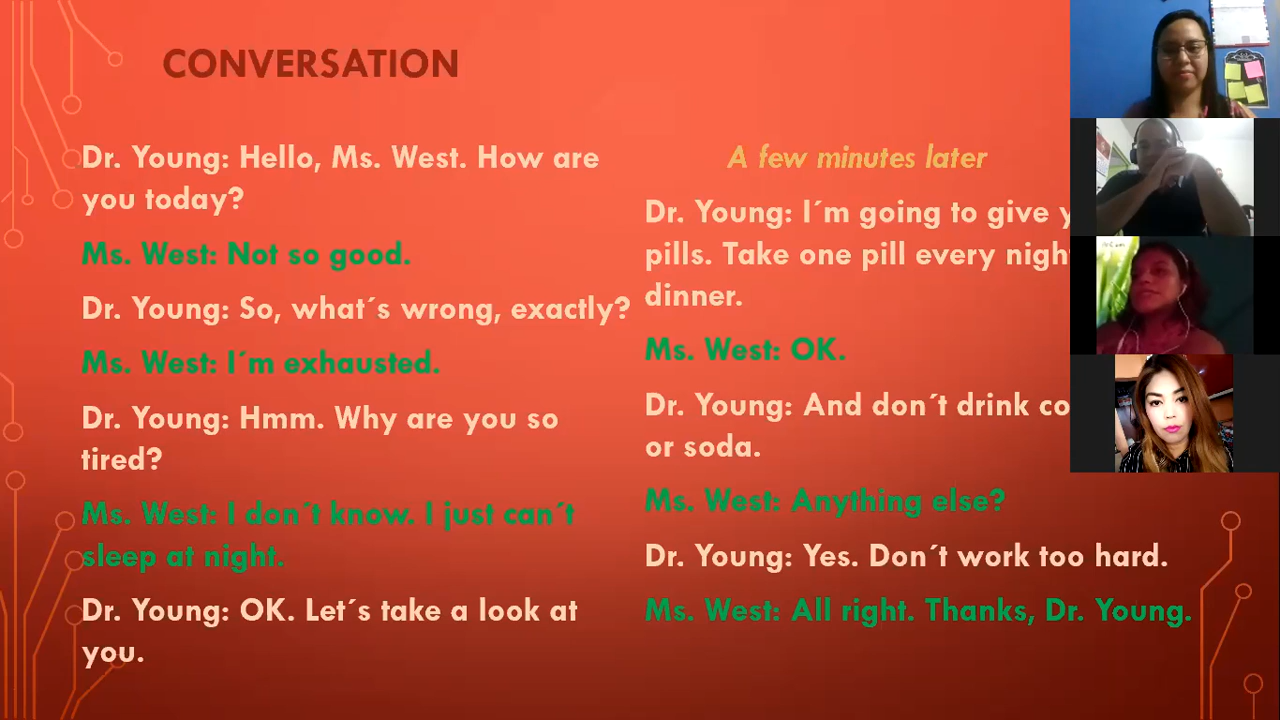 CONVERSATION
Dr. Young: Hello, Ms. West. How are
you today?
Ms. West: Not so good.
Dr. Young: So, what´s wrong, exactly?
Ms. West: I´m exhausted.
Dr. Young: Hmm. Why are you so
tired?
Ms. West: I don´t know. I just can´t
sleep at night.
Dr. Young: OK. Let´s take a look at
you.
A few minutes later
Dr. Young: I´m going to give
pills. Take one pill every
dinner.
Ms. West: OK.
Dr. Young: And don´t drink
or soda.
Ms. West: Anything else?
Dr. Young: Yes. Don´t work too hard.
Ms. West: All right. Thanks, Dr. Young.